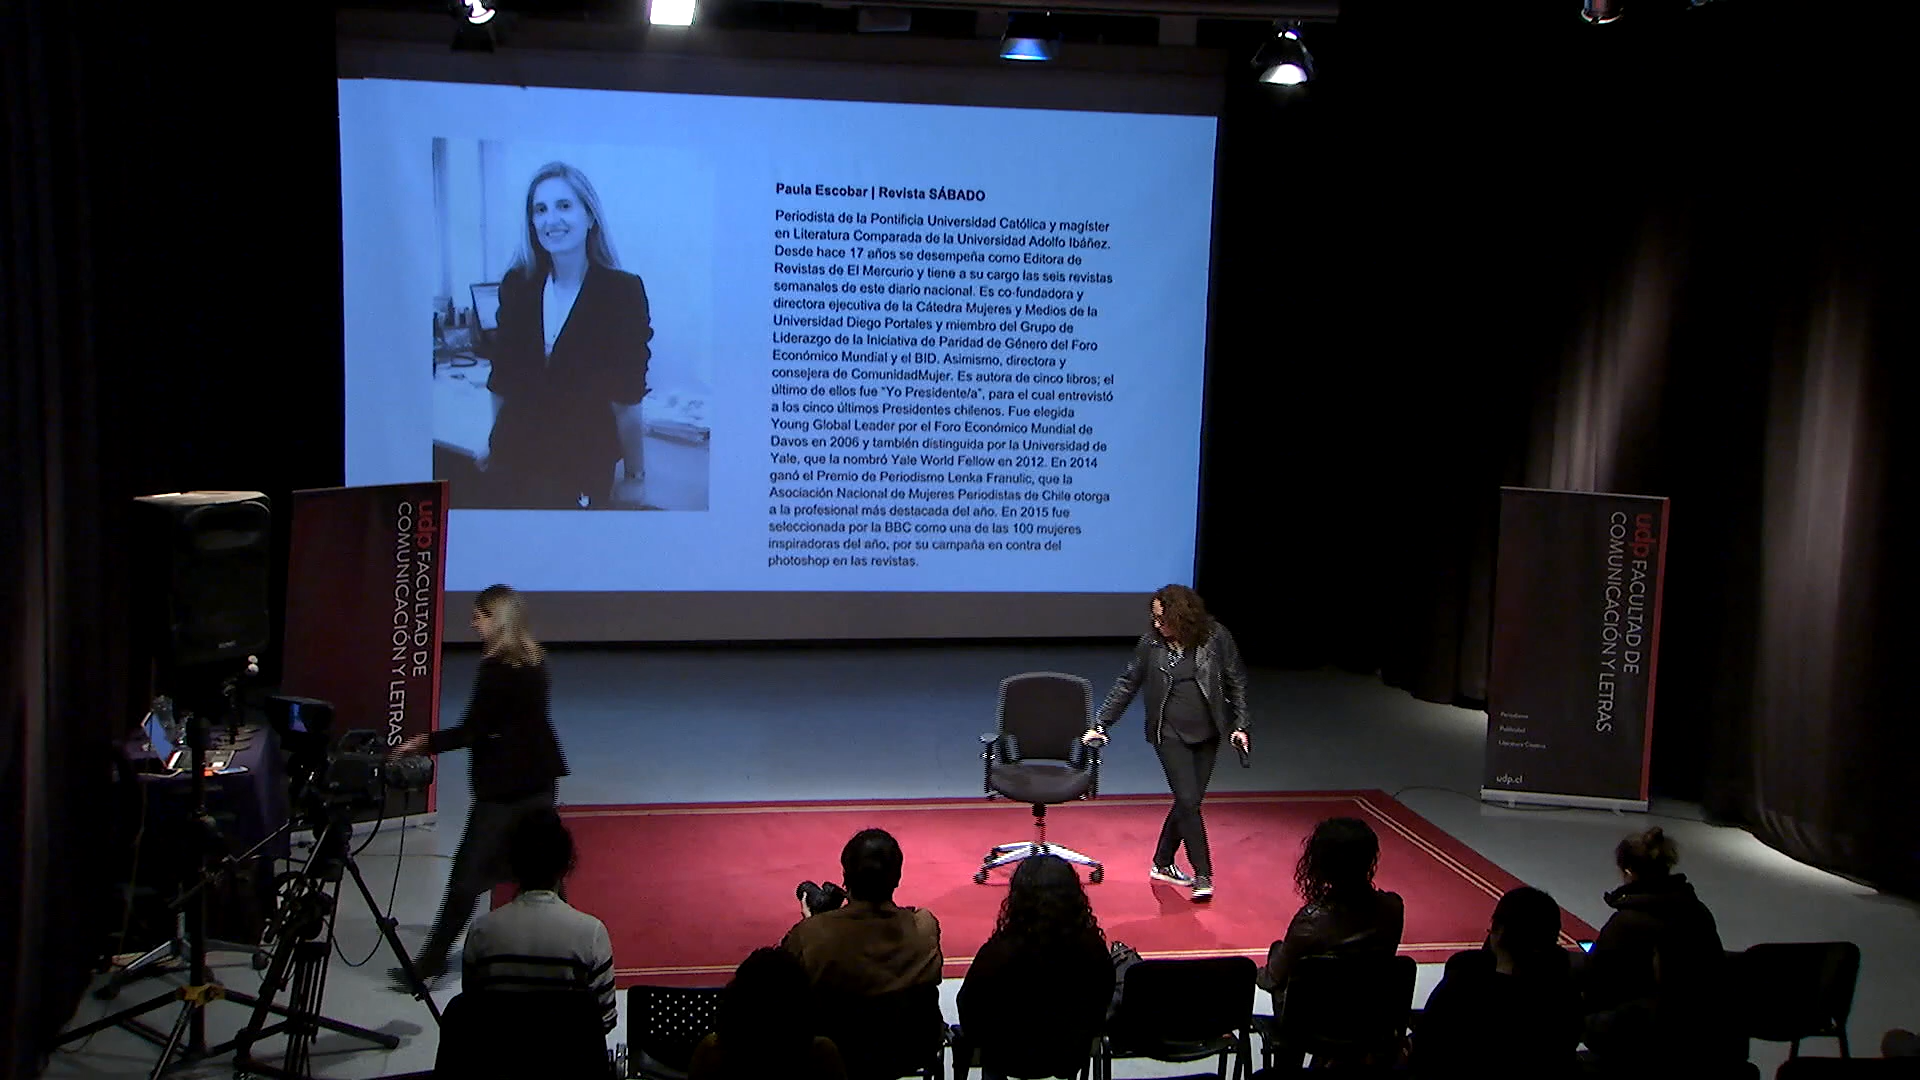 Paula Escobar | Revista SÁBADO
Periodista de la Pontificia Universidad Católica y magíster
en Literatura Comparada de la Universidad Adolfo Ibáñez.
Desde hace 17 años se desempeña como Editora de
Revistas de El Mercurio y tiene a su cargo las seis revistas
semanales de este diario nacional. Es co-fundadora y
directora ejecutiva de la Cátedra Mujeres y Medios de la
Universidad Diego Portales y miembro del Grupo de
Liderazgo de la Iniciativa de Paridad de Género del Foro
Económico Mundial y el BID. Asimismo, directora y
consejera de ComunidadMujer. Es autora de cinco libros; el
último de ellos fue "Yo Presidente/a", para el cual entrevistó
a los cinco últimos Presidentes chilenos. Fue elegida
Young Global Leader por el Foro Económico Mundial de
Davos en 2006 y también distinguida por la Universidad de
Yale, que la nombró Yale World Fellow en 2012. En 2014
ganó el Premio de Periodismo Lenka Franulic, que la
Asociación Nacional de Mujeres Periodistas de Chile otorga
a la profesional más destacada del año. En 2015 fue
seleccionada por la BBC como una de las 100 mujeres
inspiradoras del año, por su campaña en contra del
photoshop en las revistas.
udp FACULTAD DE
COMUNICACIÓN Y LETRAS
udp FACULTAD DE
COMUNICACIÓN Y LETRAS
Periodismo
Publicidad
Literatura Creativa
udp.cl